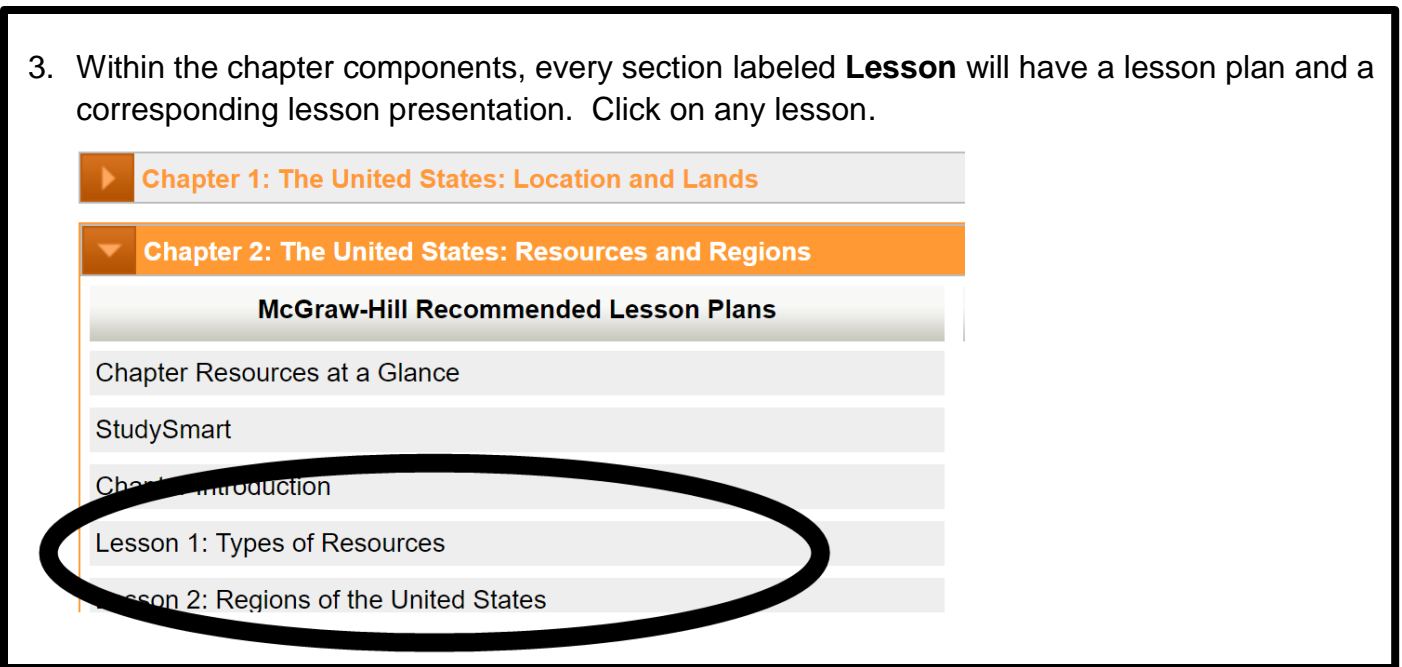 3. Within the chapter components, every section labeled Lesson will have a lesson plan and a
corresponding lesson presentation. Click on any lesson.
Chapter 1: The United States: Location and Lands
Chapter 2: The United States: Resources and Regions
McGraw-Hill Recommended Lesson Plans
Chapter Resources at a Glance
StudySmart
Chapter Introduction
Lesson 1: Types of Resources
Lesson 2: Regions of the United States